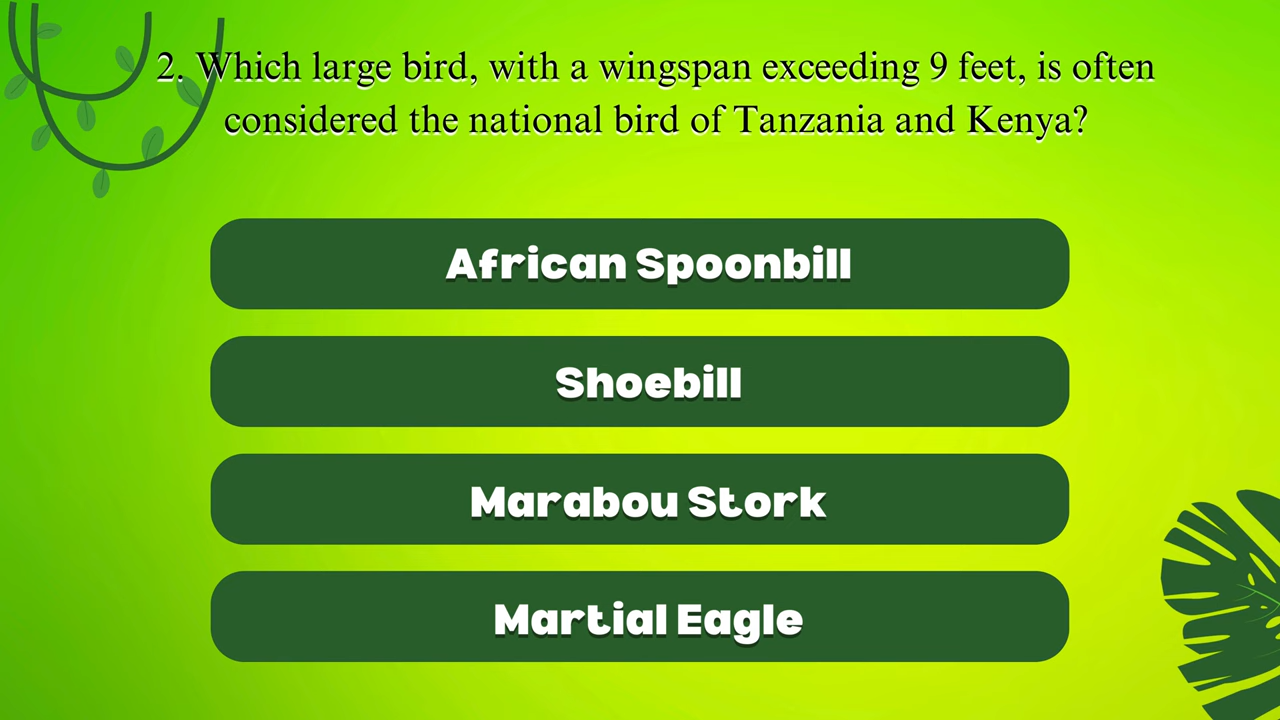 2. Which large bird, with a wingspan exceeding 9 feet, is often
considered the national bird of Tanzania and Kenya?
African Spoonbill
Shoebill
Marabou Stork
Martial Eagle